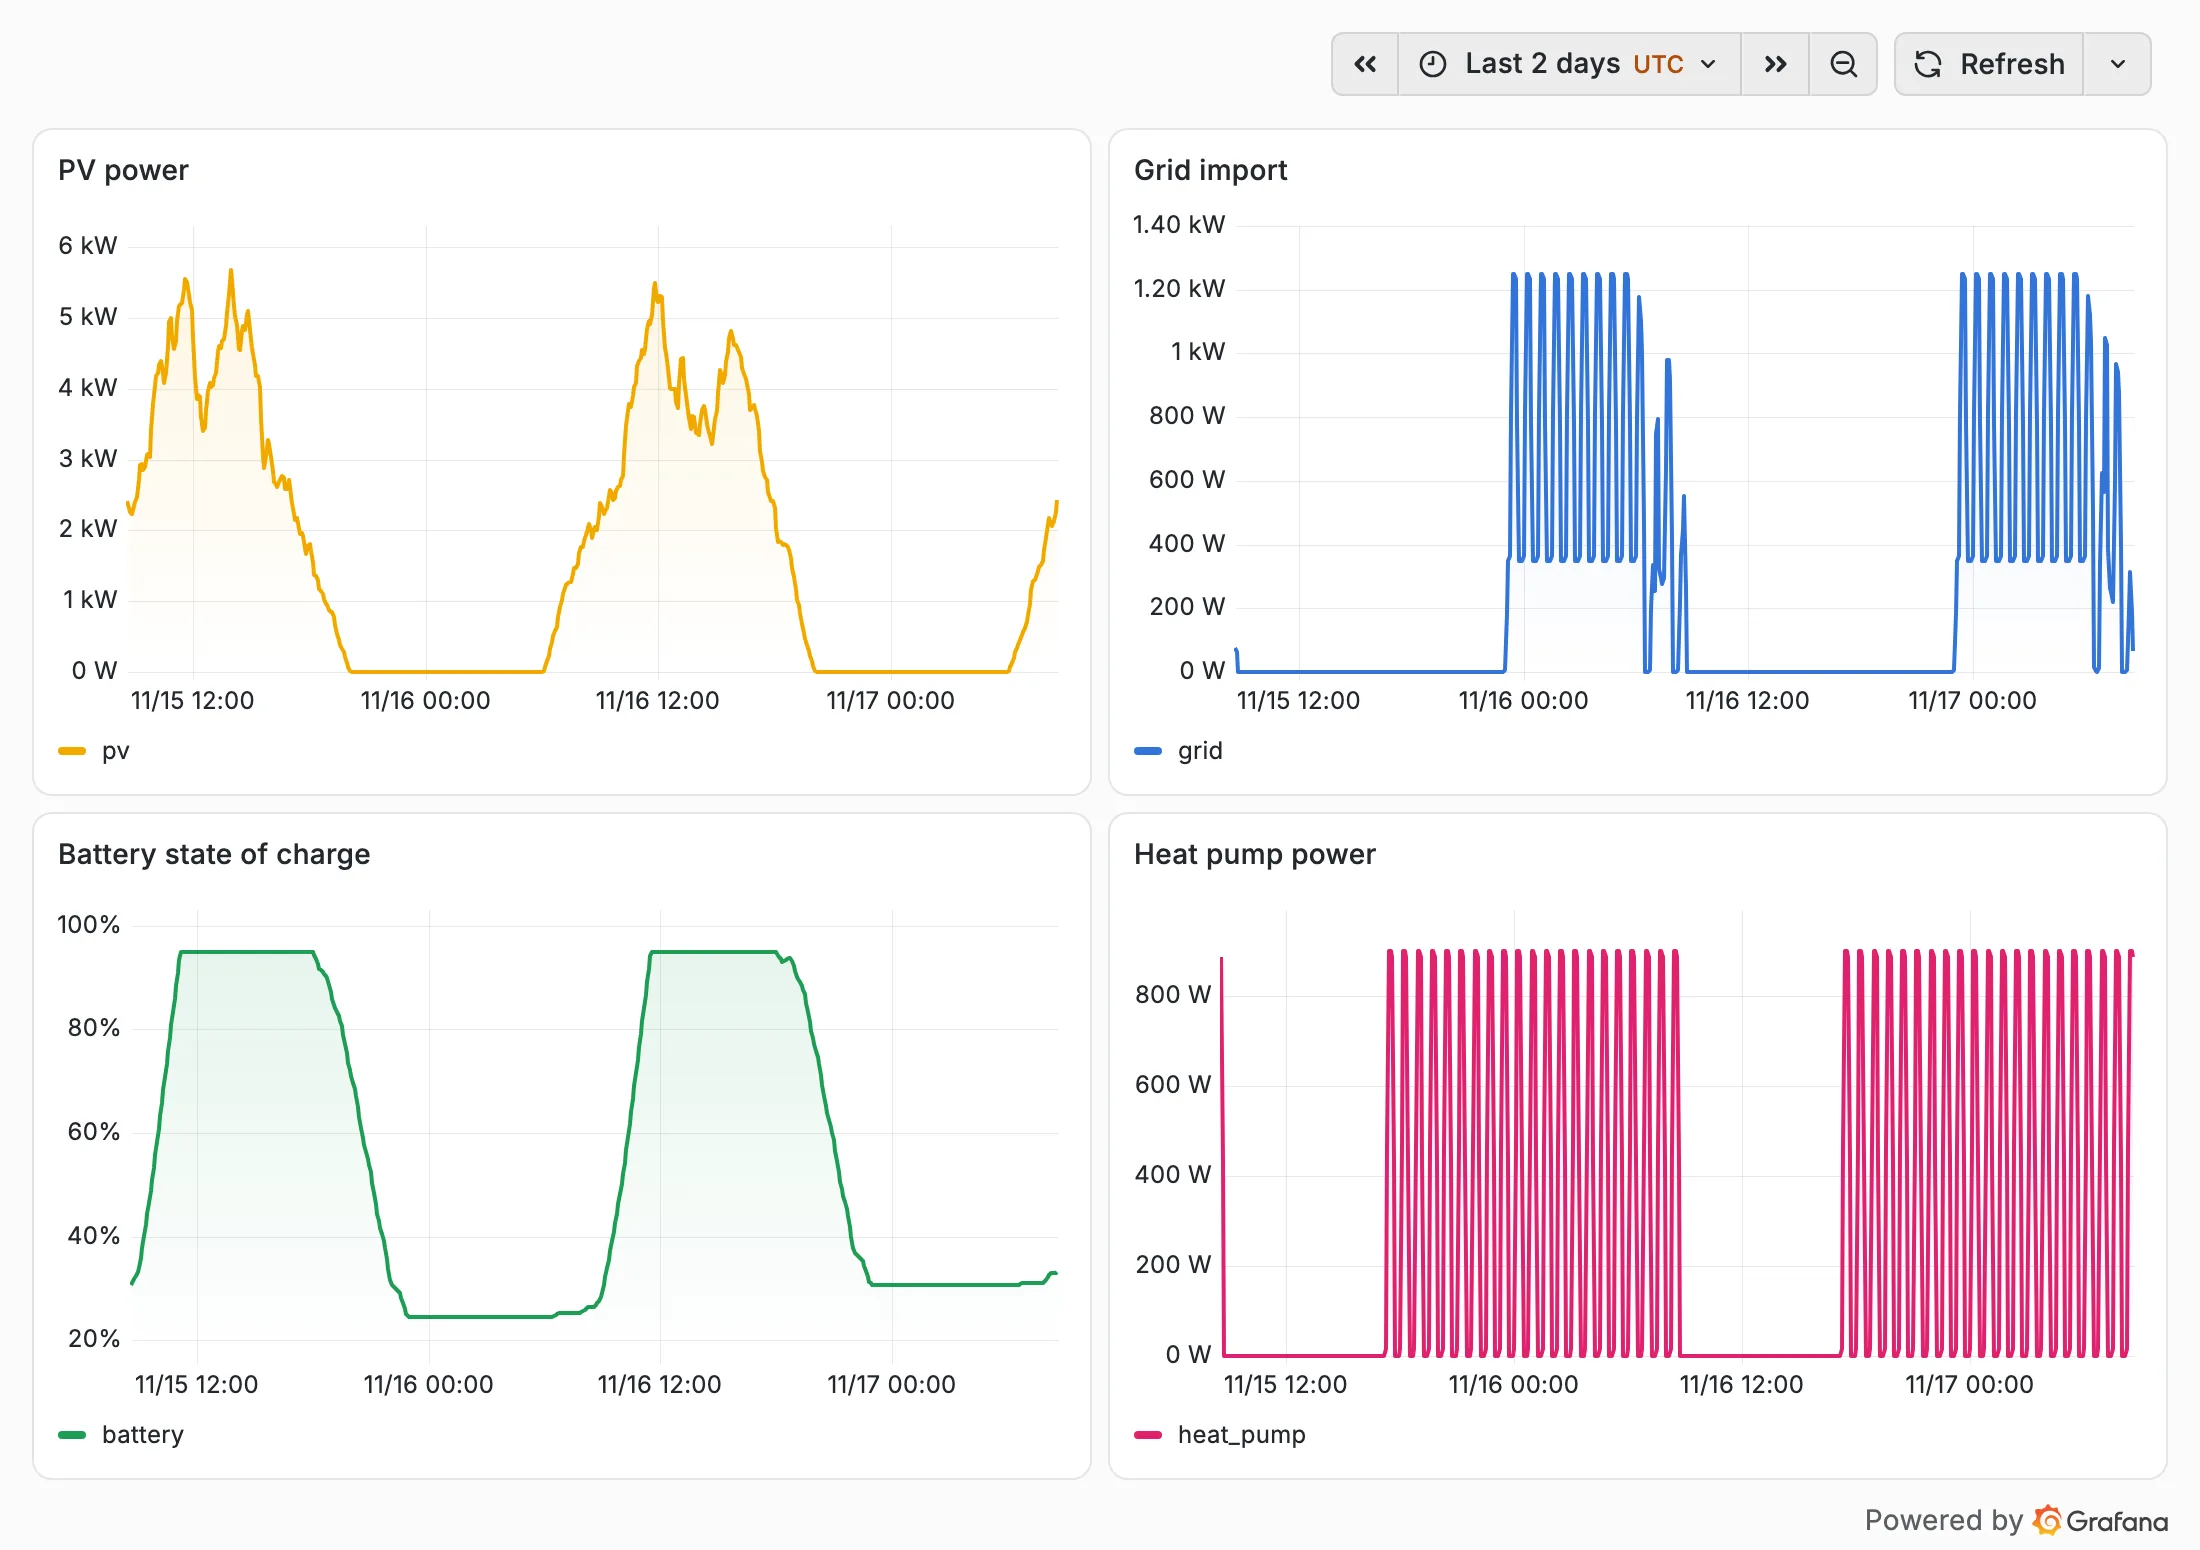 Last 2 days UTC
Refresh
PV power
6 kW
5 kW
4 kW
3 kW
2 kW
1 kW
0 W
11/15 12:00
11/16 00:00
11/16 12:00
11/17 00:00
pv
Grid import
1.40 kW
1.20 kW
1 kW
800 W
600 W
400 W
200 W
0 W
11/15 12:00
11/16 00:00
11/16 12:00
11/17 00:00
grid
Battery state of charge
100%
80%
60%
40%
20%
11/15 12:00
11/16 00:00
11/16 12:00
11/17 00:00
battery
Heat pump power
800 W
600 W
400 W
200 W
0 W
11/15 12:00
11/16 00:00
11/16 12:00
11/17 00:00
heat_pump
Powered by Grafana